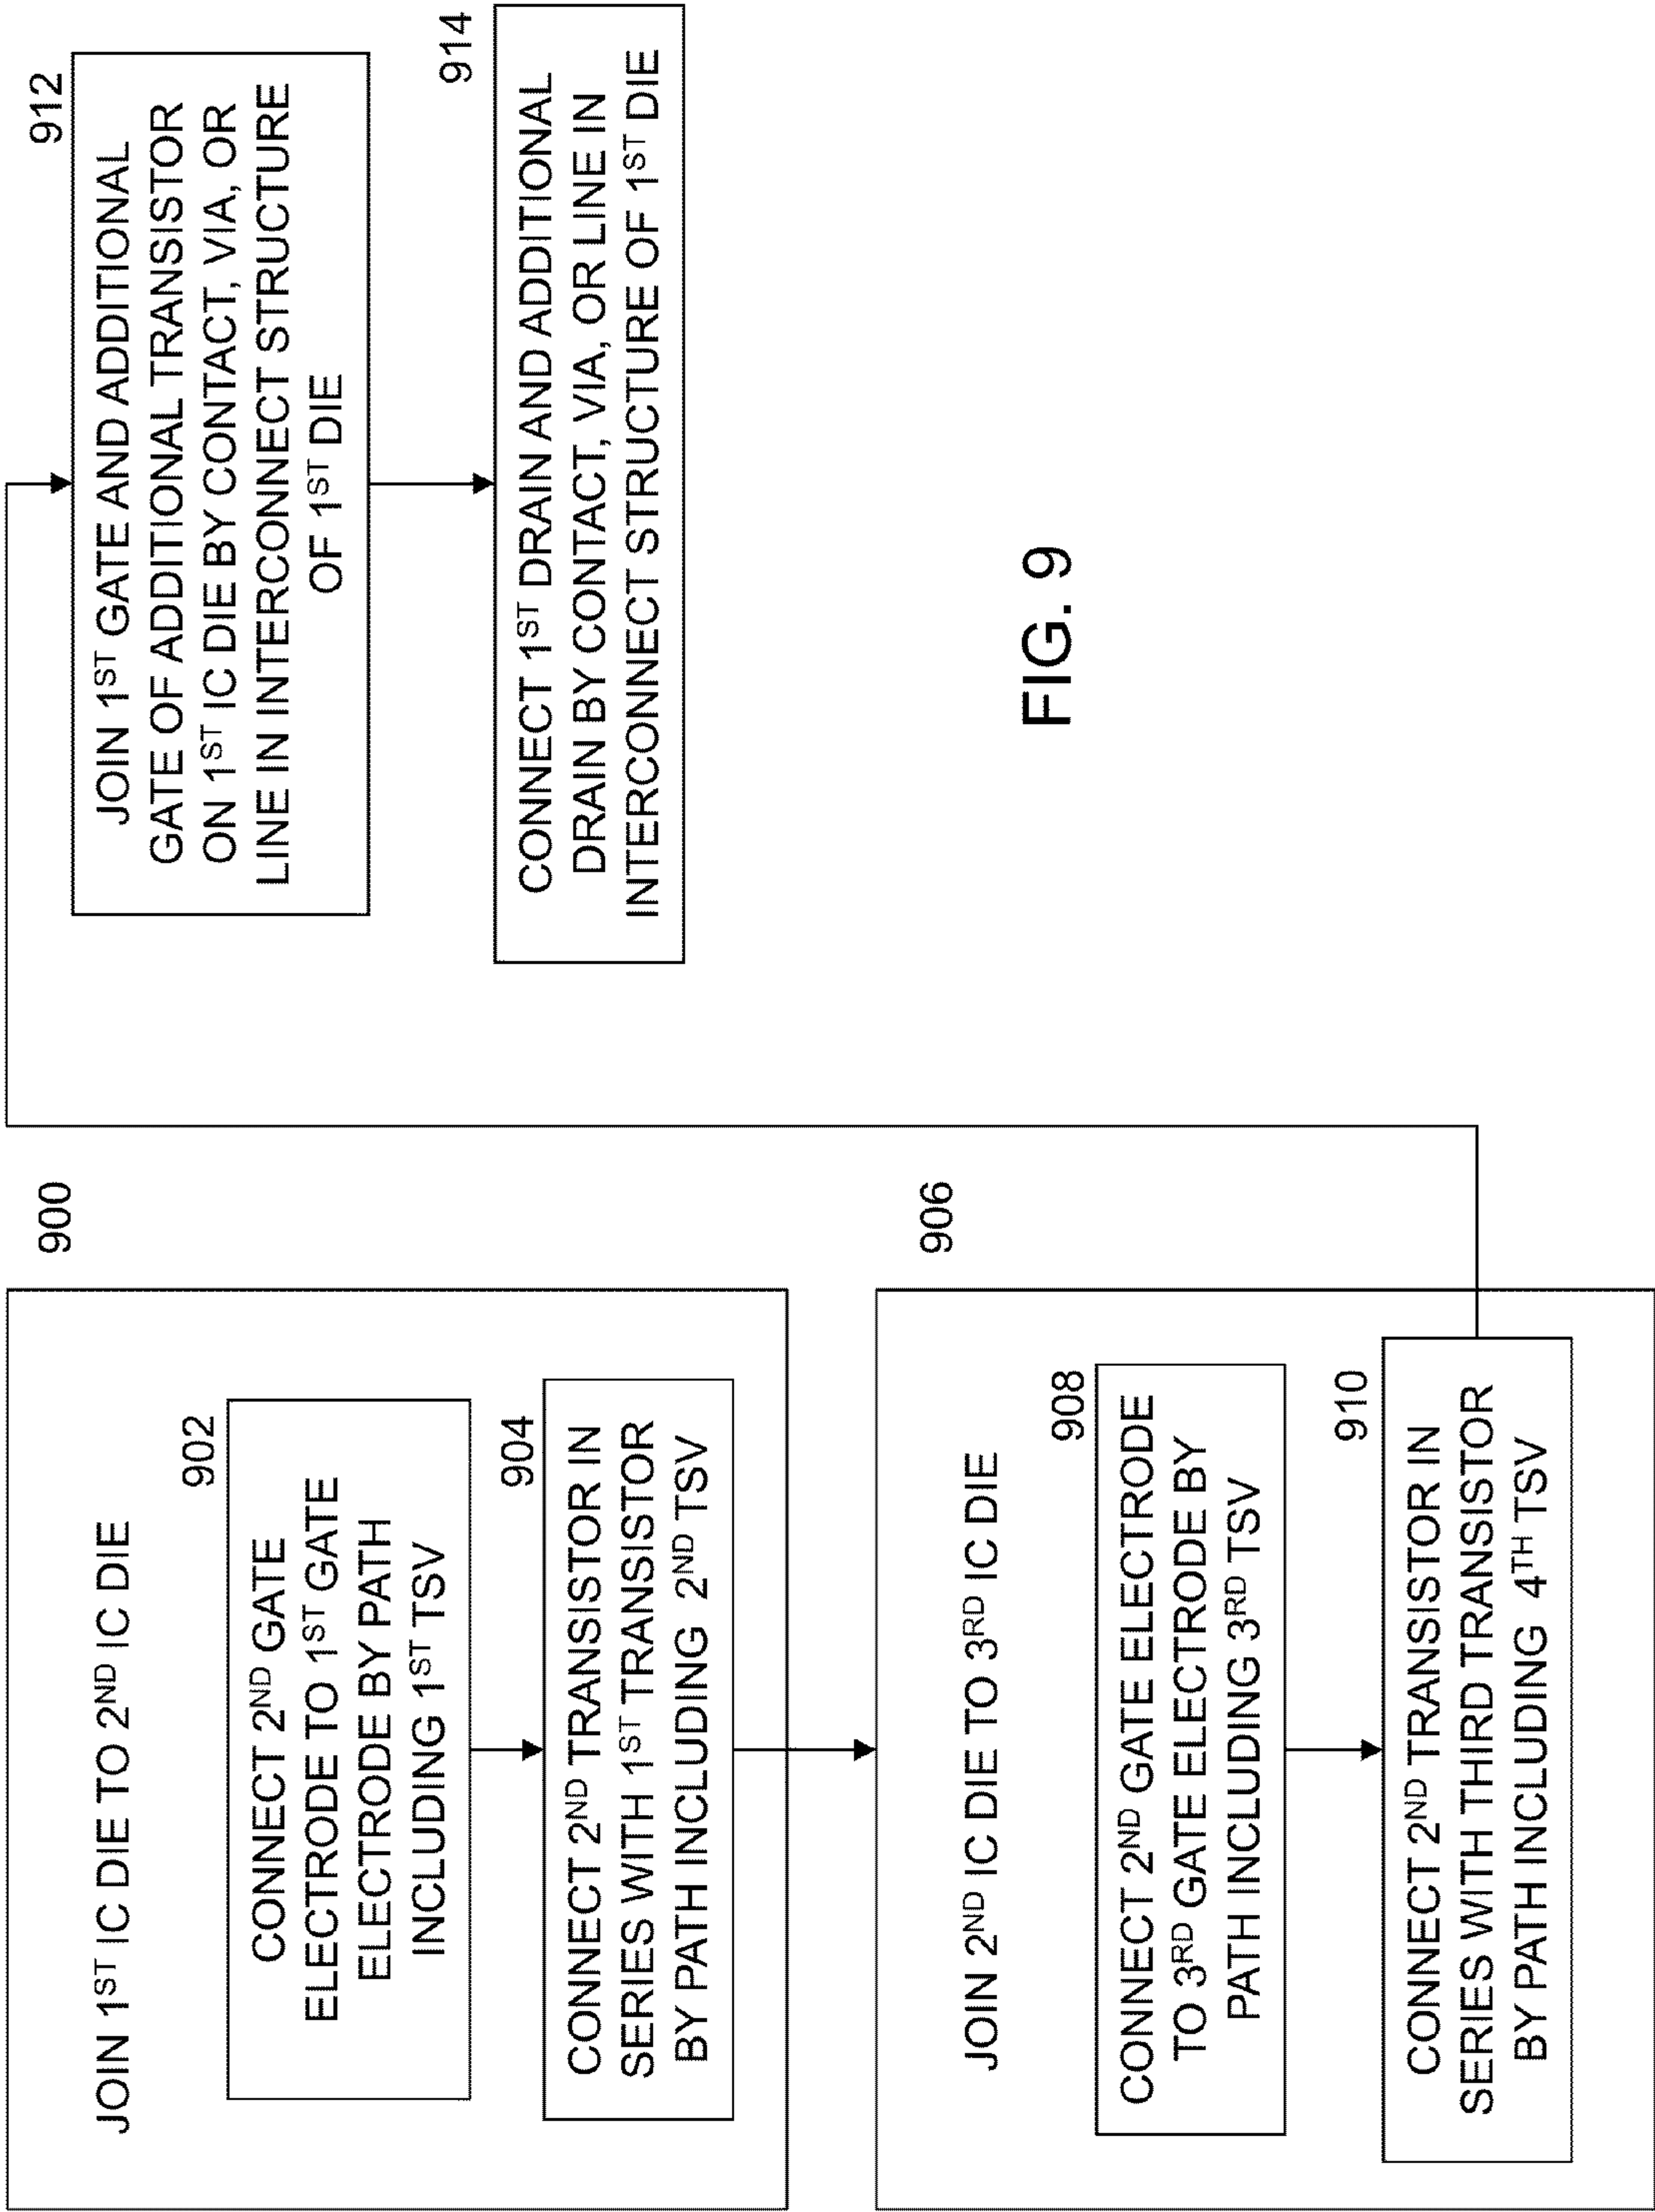 900
JOIN 1ST IC DIE TO 2ND IC DIE
902
CONNECT 2ND GATE
ELECTRODE TO 1ST GATE
ELECTRODE BY PATH
INCLUDING 1ST TSV
904
CONNECT 2ND TRANSISTOR IN
SERIES WITH 1ST TRANSISTOR
BY PATH INCLUDING 2ND TSV
906
JOIN 2ND IC DIE TO 3RD IC DIE
908
CONNECT 2ND GATE ELECTRODE
TO 3RD GATE ELECTRODE BY
PATH INCLUDING 3RD TSV
910
CONNECT 2ND TRANSISTOR IN
SERIES WITH THIRD TRANSISTOR
BY PATH INCLUDING 4TH TSV
912
JOIN 1ST GATE AND ADDITIONAL
GATE OF ADDITIONAL TRANSISTOR
ON 1ST IC DIE BY CONTACT, VIA, OR
LINE IN INTERCONNECT STRUCTURE
OF 1ST DIE
914
CONNECT 1ST DRAIN AND ADDITIONAL
DRAIN BY CONTACT, VIA, OR LINE IN
INTERCONNECT STRUCTURE OF 1ST DIE
FIG. 9